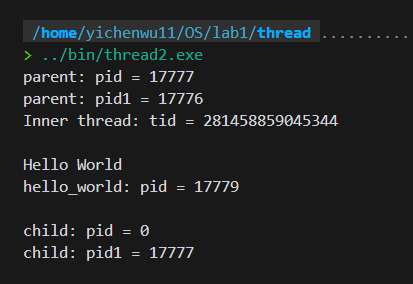 /home/yichenwu11/OS/lab1/thread ..........
> ../bin/thread2.exe
parent: pid = 17777
parent: pid1 = 17776
Inner thread: tid = 281458859045344
Hello World
hello_world: pid = 17779
child: pid = 0
child: pid1 = 17777